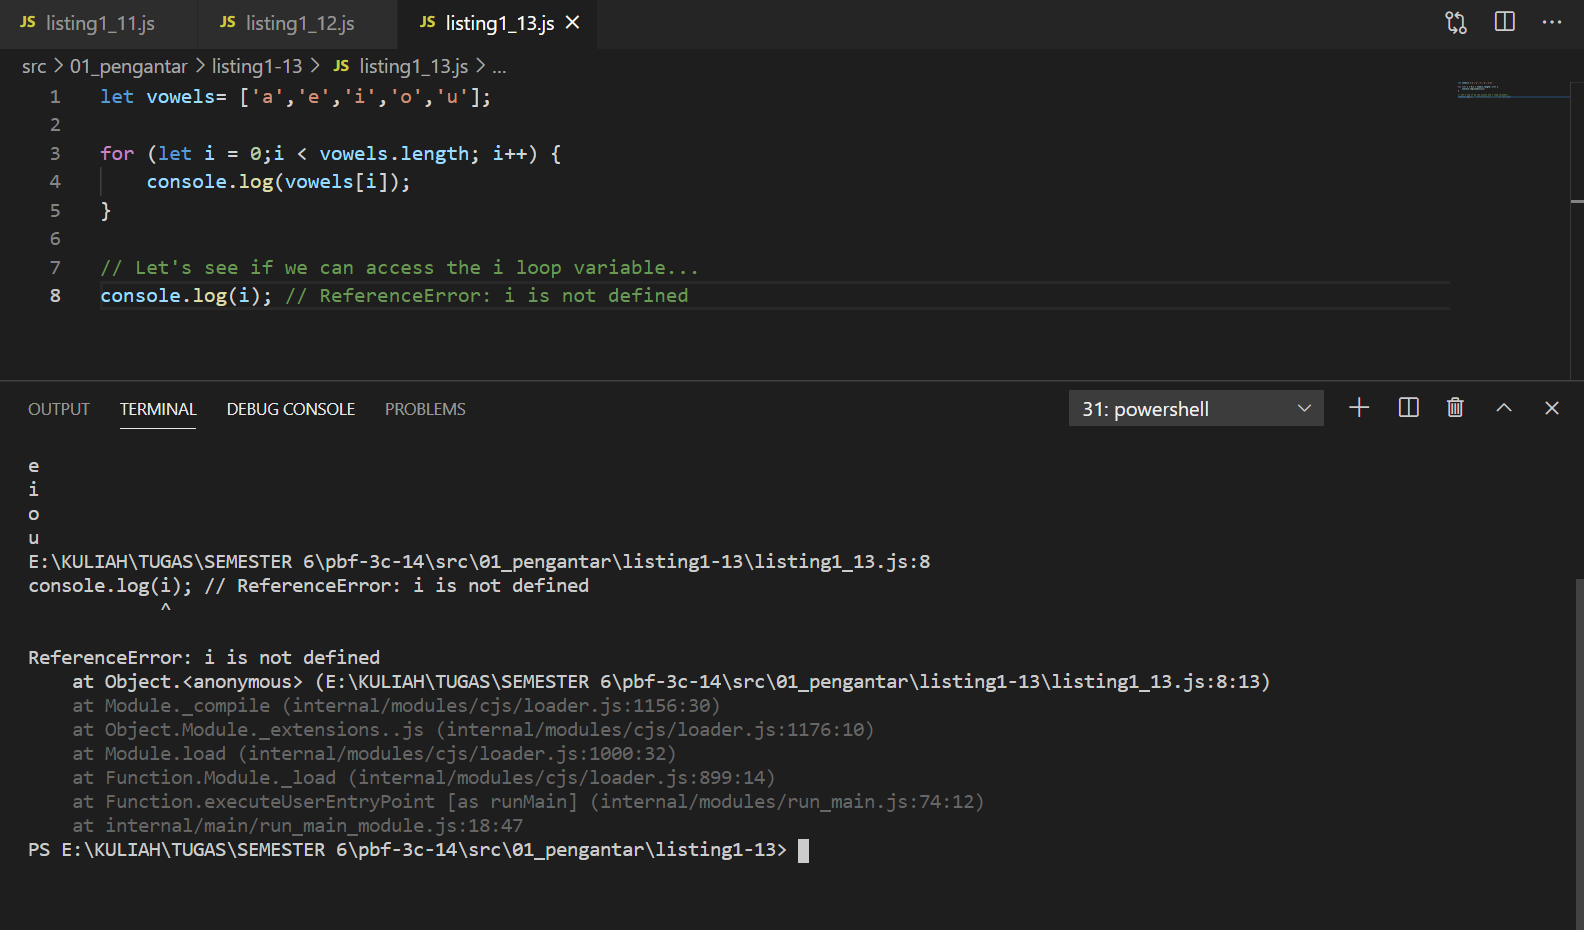 JS listing1_11.js JS listing1_12.js JS listing1_13.js
src > 01_pengantar > listing1-13 > JS listing1_13.js > ...
1 let vowels= ['a','e','i','o','u'];
2
3 for (let i = 0;i < vowels.length; i++) {
4 console.log(vowels[i]);
5 }
6
7 // Let's see if we can access the i loop variable...
8 console.log(i); // ReferenceError: i is not defined
OUTPUT TERMINAL DEBUG CONSOLE PROBLEMS 31: powershell
e
i
o
u
E:\KULIAH\TUGAS\SEMESTER 6\pbf-3c-14\src\01_pengantar\listing1-13\listing1_13.js:8
console.log(i); // ReferenceError: i is not defined
^
ReferenceError: i is not defined
at Object.<anonymous> (E:\KULIAH\TUGAS\SEMESTER 6\pbf-3c-14\src\01_pengantar\listing1-13\listing1_13.js:8:13)
at Module._compile (internal/modules/cjs/loader.js:1156:30)
at Object.Module._extensions..js (internal/modules/cjs/loader.js:1176:10)
at Module.load (internal/modules/cjs/loader.js:1000:32)
at Function.Module._load (internal/modules/cjs/loader.js:899:14)
at Function.executeUserEntryPoint [as runMain] (internal/modules/run_main.js:74:12)
at internal/main/run_main_module.js:18:47
PS E:\KULIAH\TUGAS\SEMESTER 6\pbf-3c-14\src\01_pengantar\listing1-13>